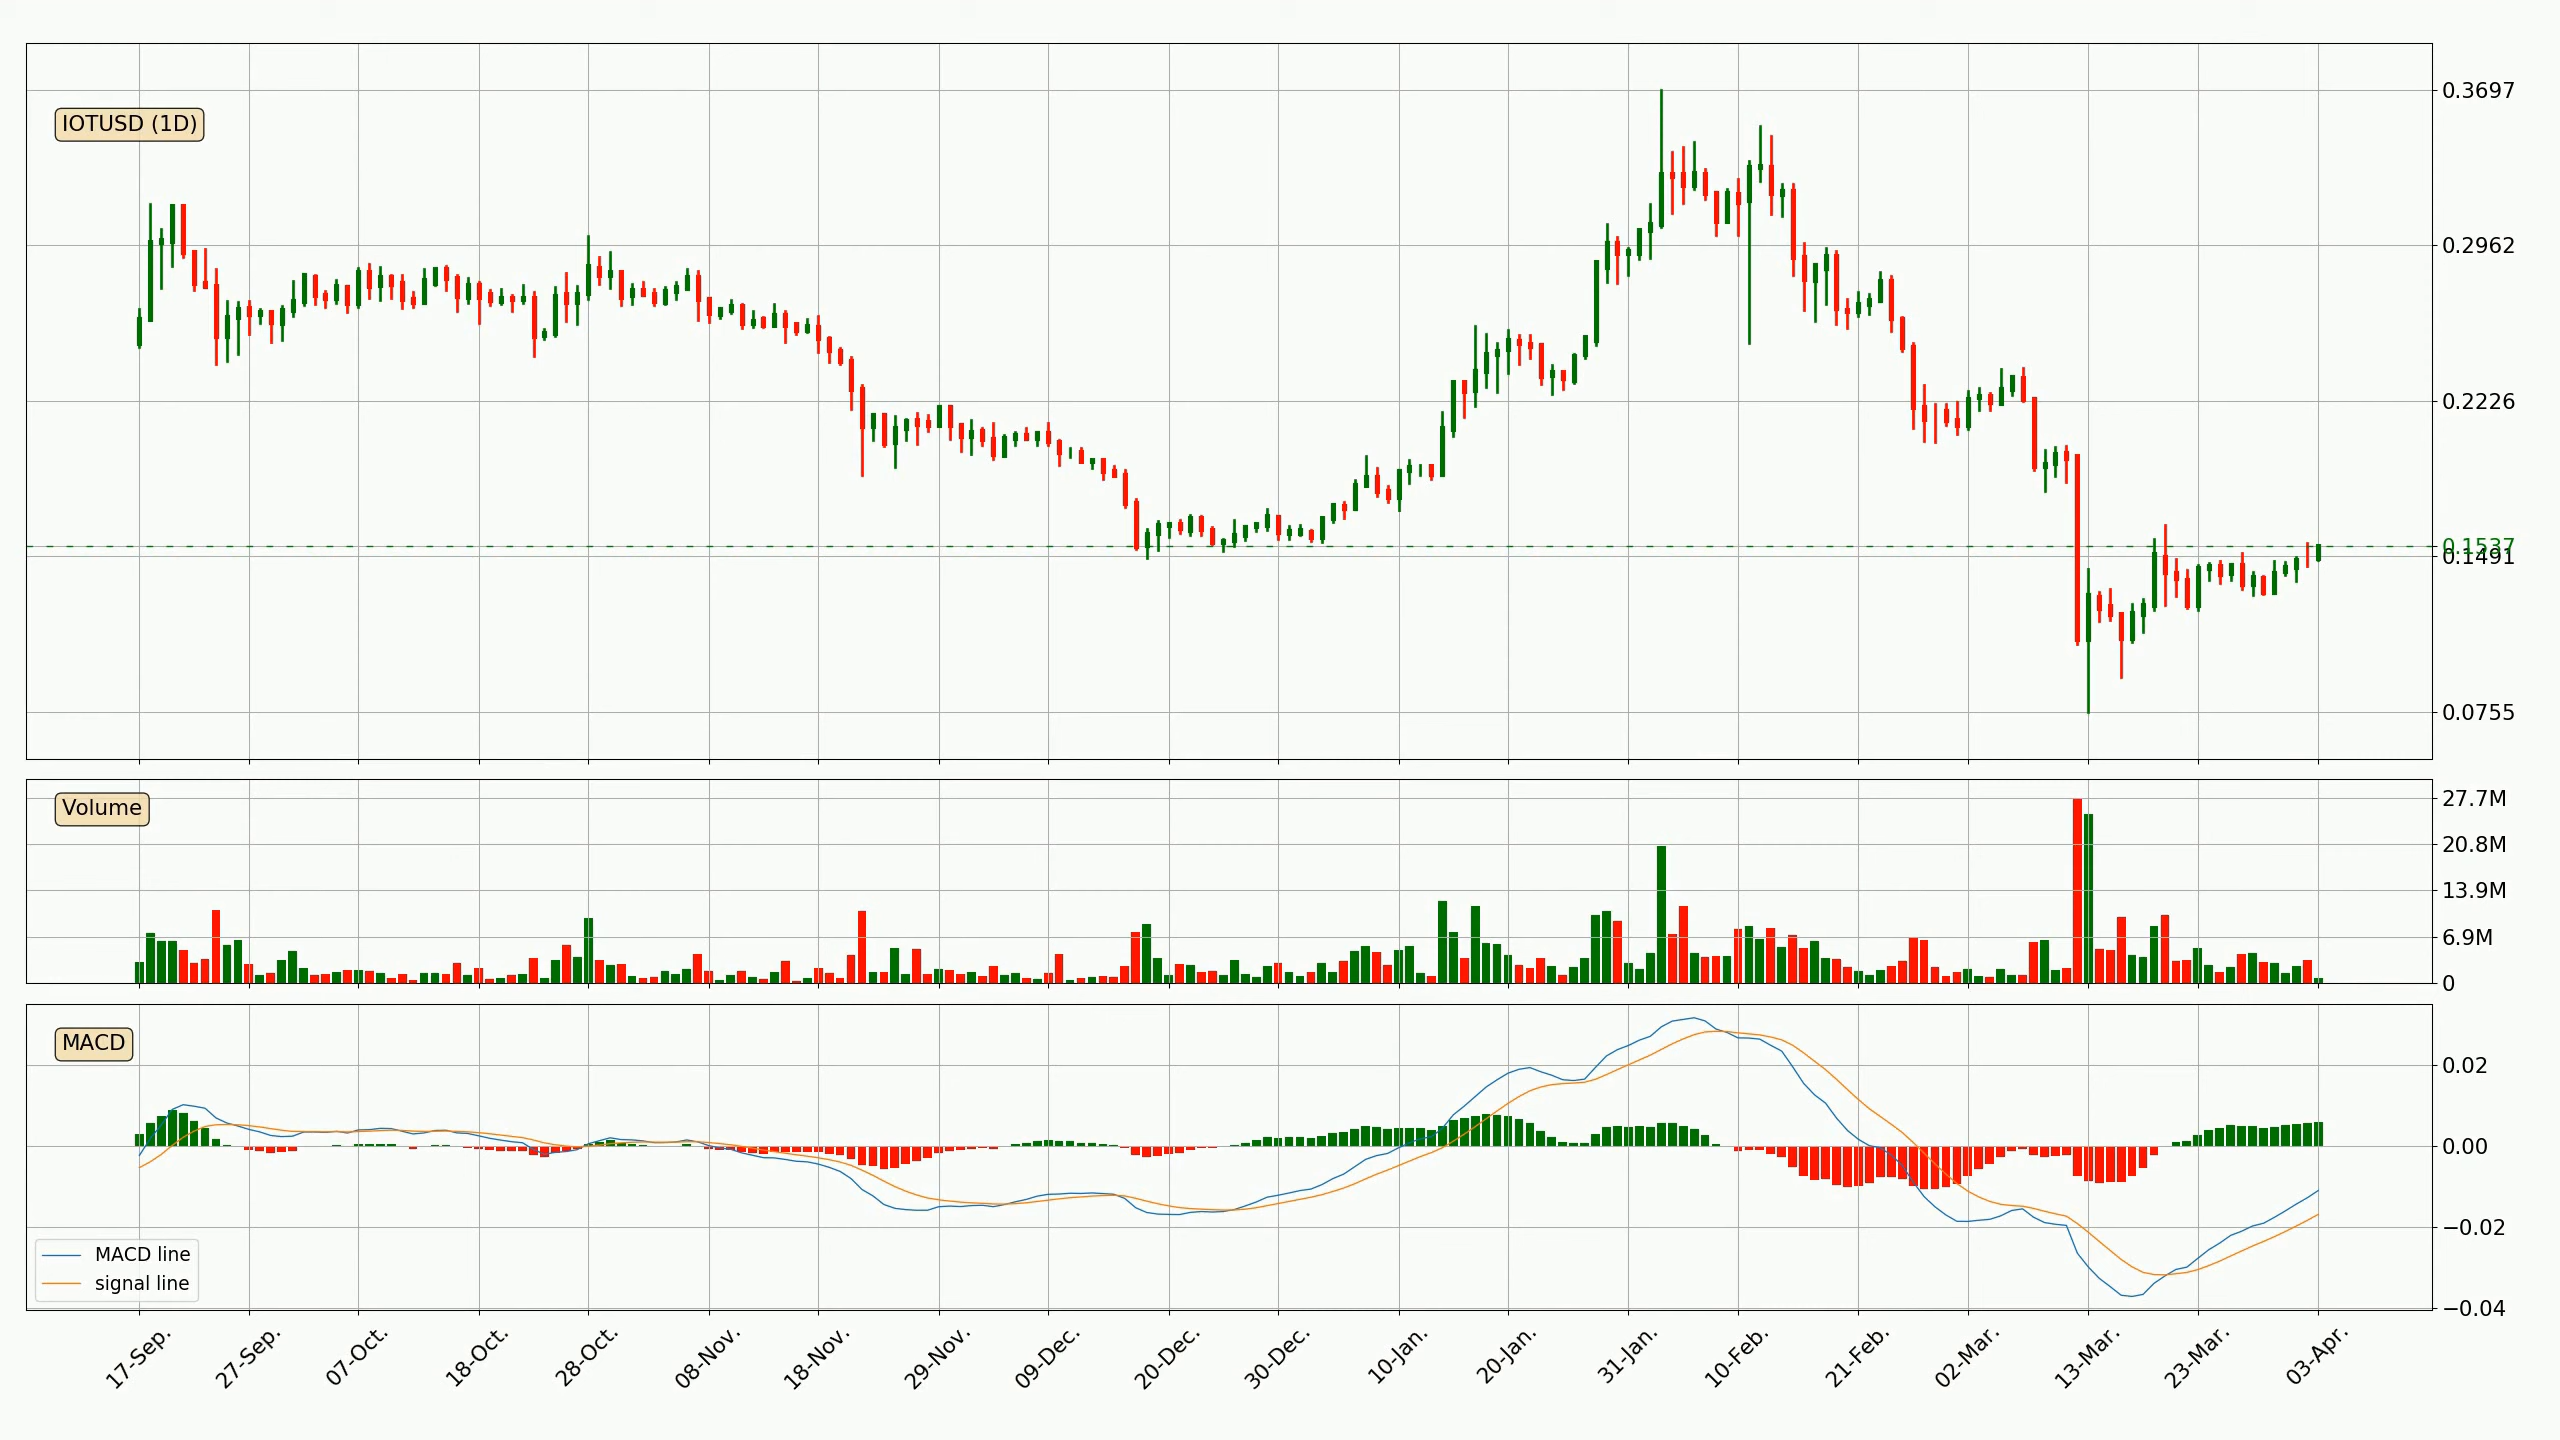 IOTUSD (1D)
0.3697
0.2962
0.2226
0.1537
0.1491
0.0755
Volume
27.7M
20.8M
13.9M
6.9M
0
MACD
0.02
0.00
−0.02
−0.04
MACD line
signal line
17-Sep.
27-Sep.
07-Oct.
18-Oct.
28-Oct.
08-Nov.
18-Nov.
29-Nov.
09-Dec.
20-Dec.
30-Dec.
10-Jan.
20-Jan.
31-Jan.
10-Feb.
21-Feb.
02-Mar.
13-Mar.
23-Mar.
03-Apr.